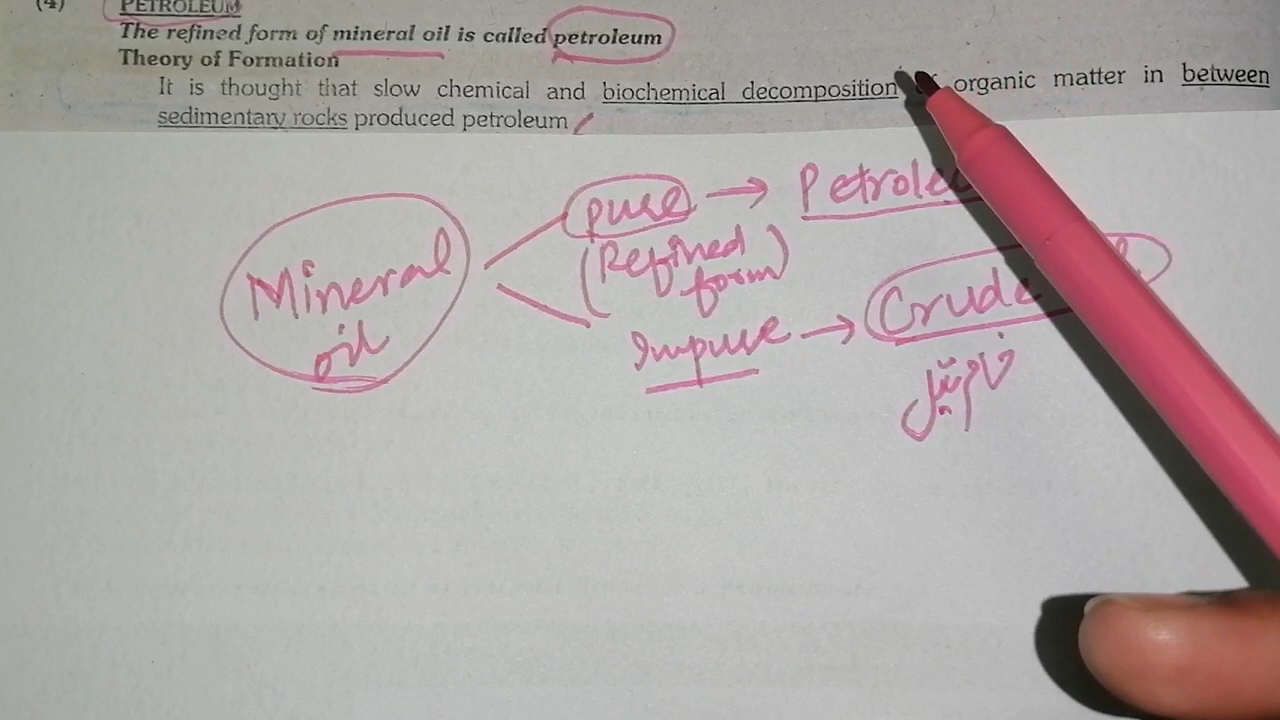 (4) PETROLEUM
The refined form of mineral oil is called petroleum
Theory of Formation
It is thought that slow chemical and biochemical decomposition organic matter in between
sedimentary rocks produced petroleum
pure → Petrole
(Refined
form)
Mineral
oil
Impure → Crude
خام تیل